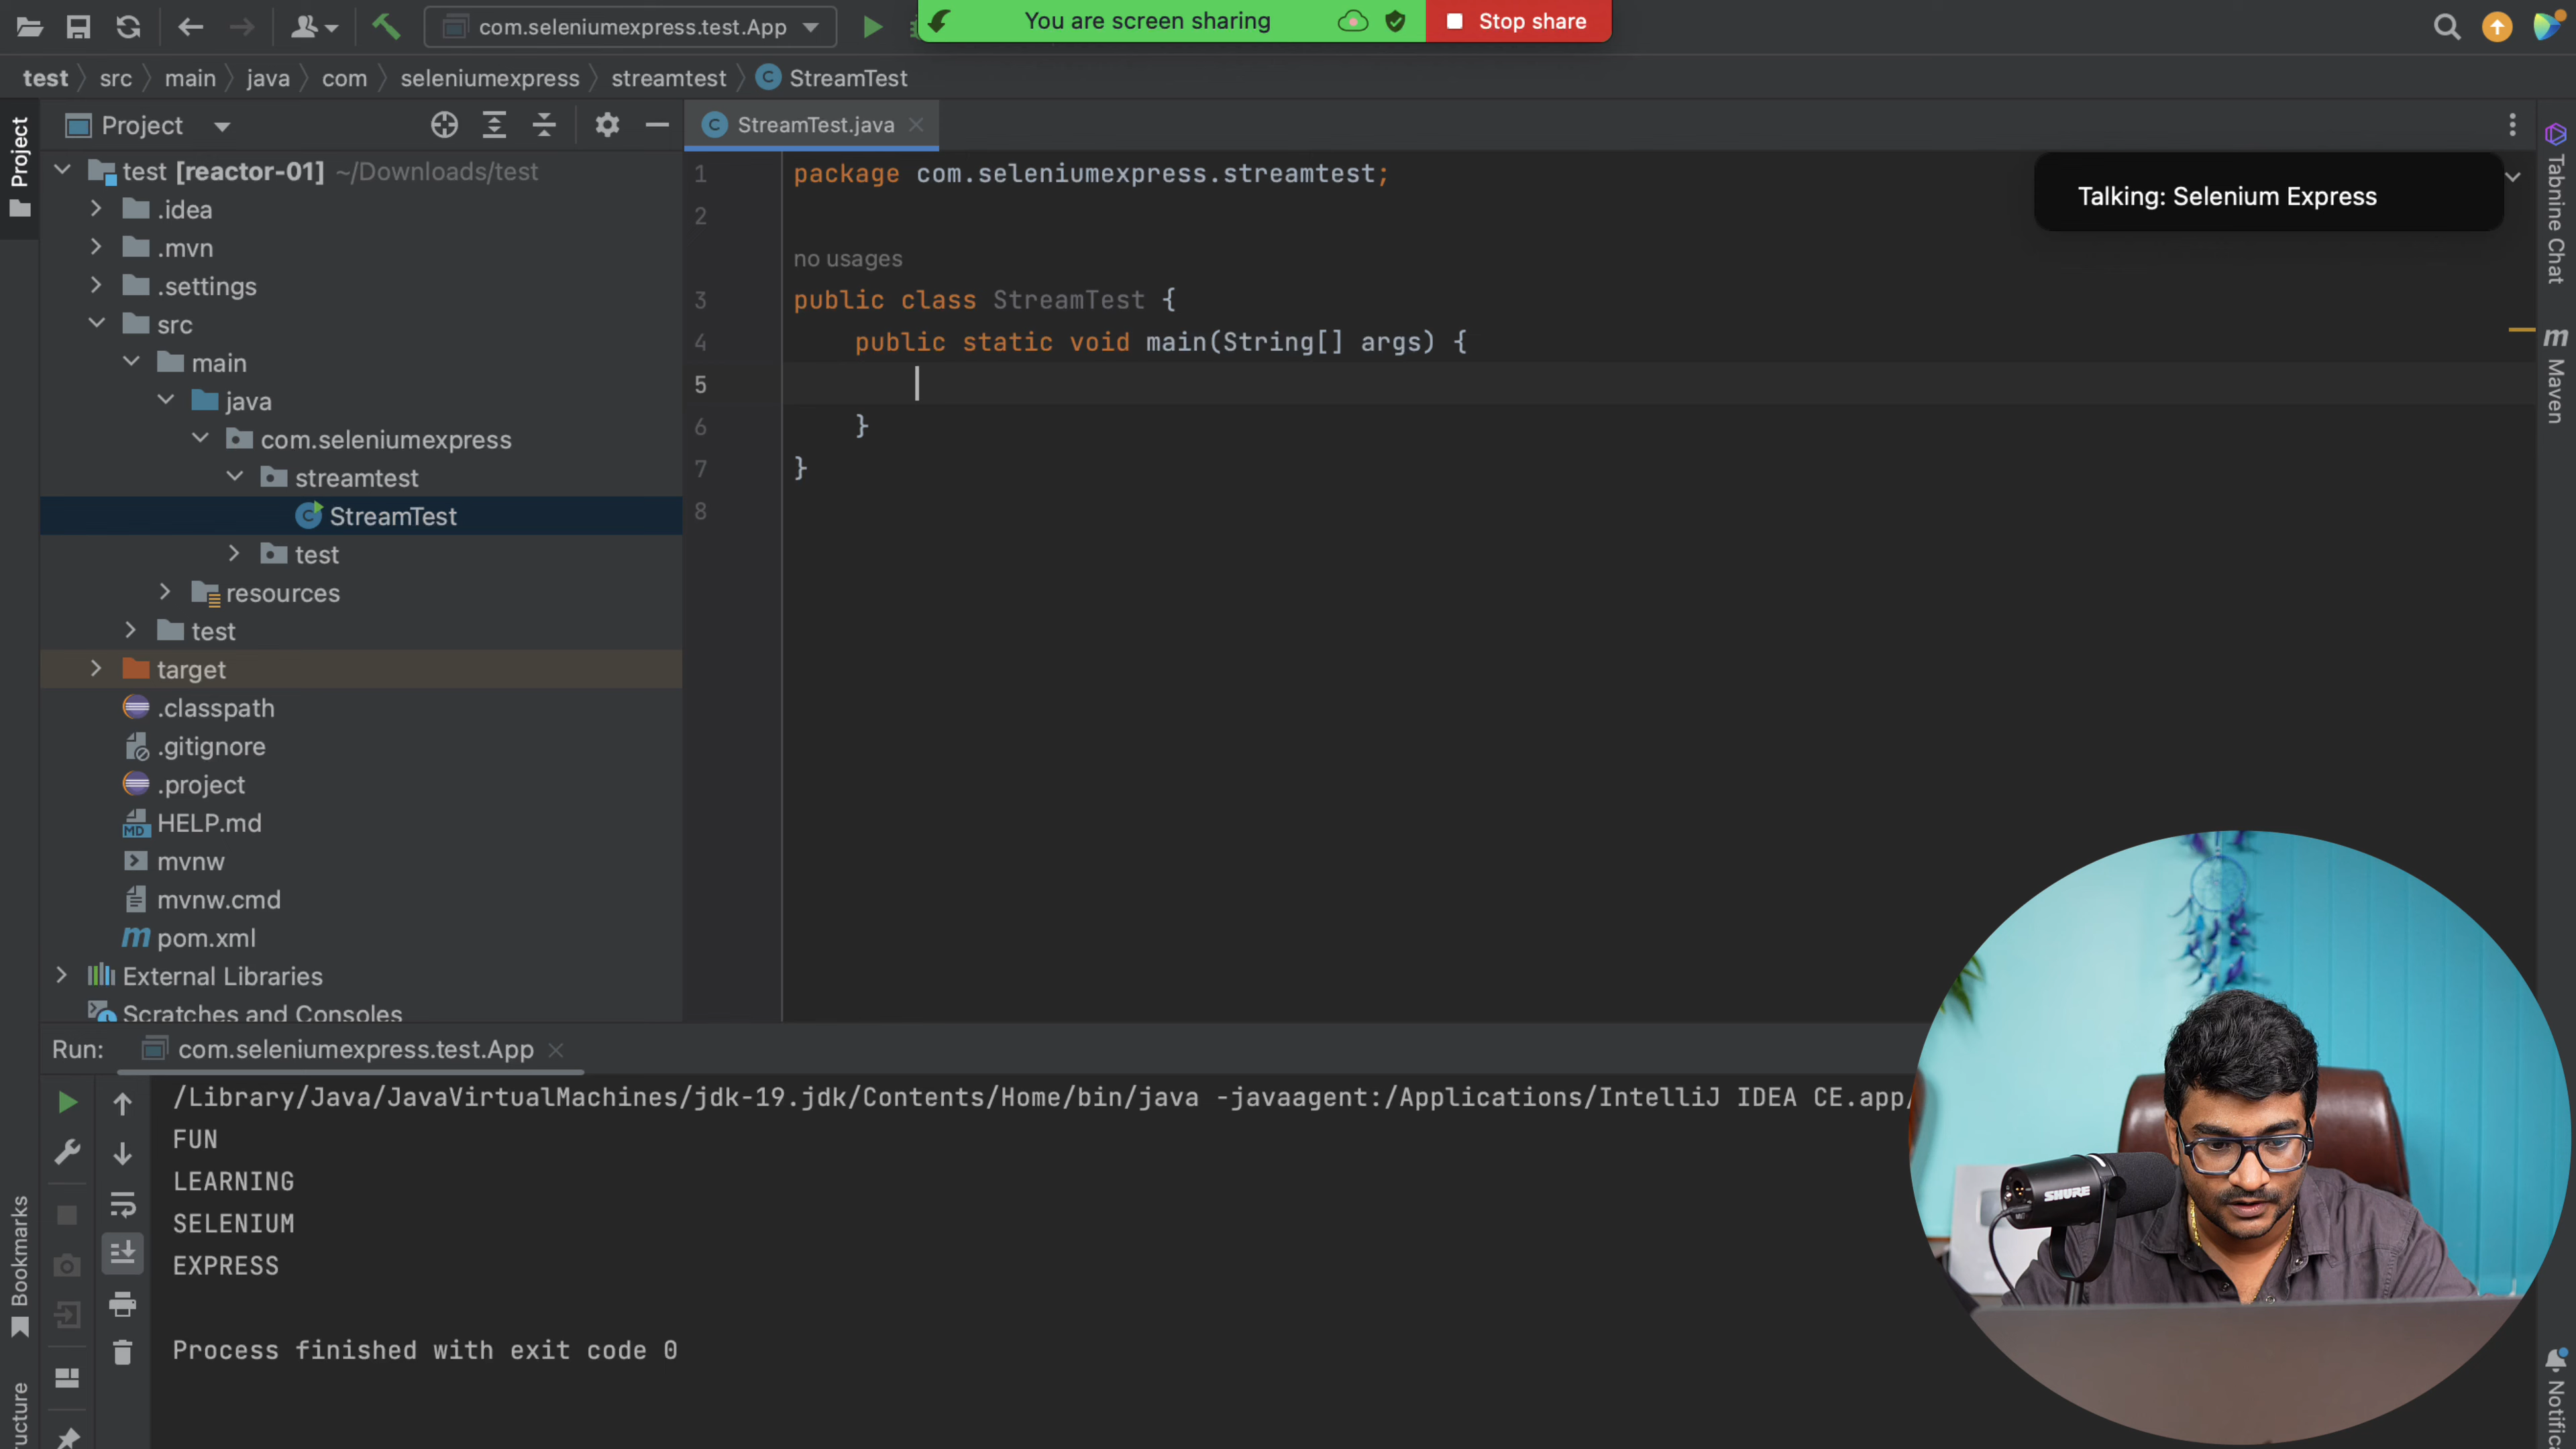 com.seleniumexpress.test.App
You are screen sharing
Stop share
test
src
main
java
com
seleniumexpress
streamtest
StreamTest
Project
Project
StreamTest.java
test [reactor-01] ~/Downloads/test
.idea
.mvn
.settings
src
main
java
com.seleniumexpress
streamtest
StreamTest
test
resources
test
target
.classpath
.gitignore
.project
HELP.md
mvnw
mvnw.cmd
pom.xml
External Libraries
Scratches and Consoles
1 package com.seleniumexpress.streamtest;
2
no usages
3 public class StreamTest {
4 public static void main(String[] args) {
5
6 }
7 }
8
Talking: Selenium Express
Tabnine Chat
Maven
Run:
com.seleniumexpress.test.App
/Library/Java/JavaVirtualMachines/jdk-19.jdk/Contents/Home/bin/java -javaagent:/Applications/IntelliJ IDEA CE.app/
FUN
LEARNING
SELENIUM
EXPRESS
Process finished with exit code 0
Bookmarks
SHURE